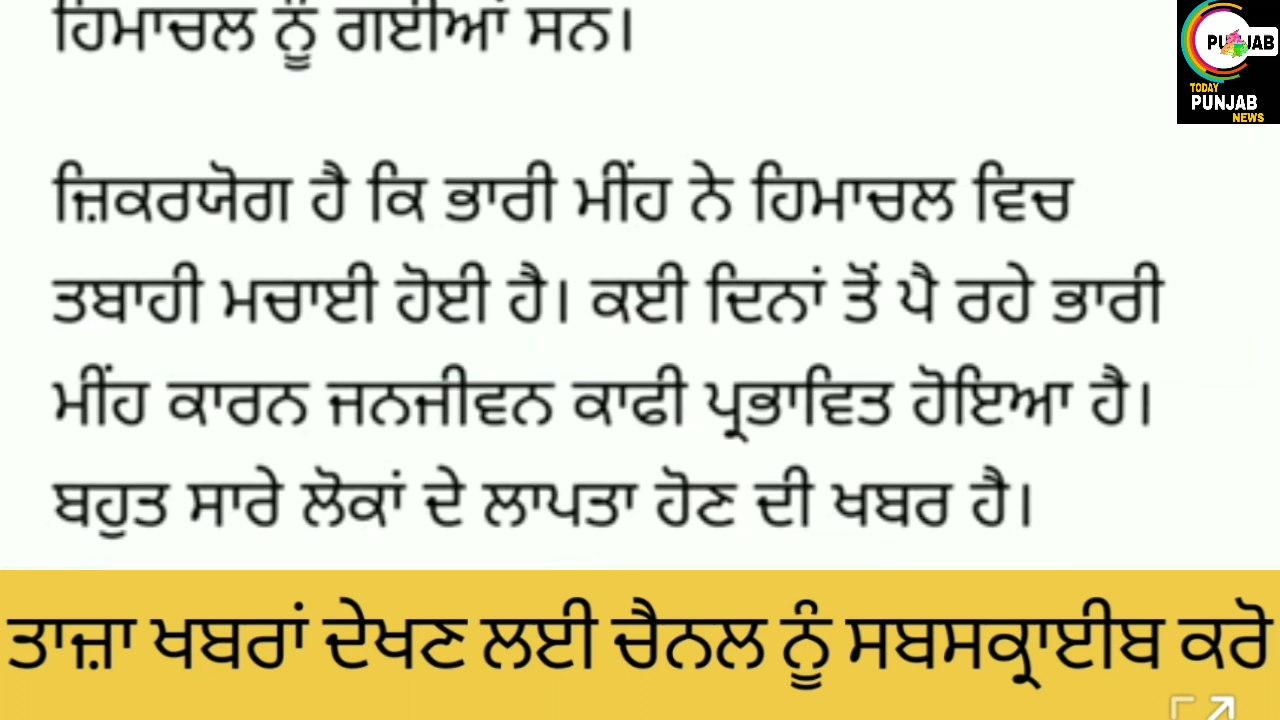 ਹਿਮਾਚਲ ਨੂੰ ਗਈਆਂ ਸਨ।
PUNJAB
TODAY
PUNJAB
NEWS
ਜ਼ਿਕਰਯੋਗ ਹੈ ਕਿ ਭਾਰੀ ਮੀਂਹ ਨੇ ਹਿਮਾਚਲ ਵਿਚ
ਤਬਾਹੀ ਮਚਾਈ ਹੋਈ ਹੈ। ਕਈ ਦਿਨਾਂ ਤੋਂ ਪੈ ਰਹੇ ਭਾਰੀ
ਮੀਂਹ ਕਾਰਨ ਜਨਜੀਵਨ ਕਾਫੀ ਪ੍ਰਭਾਵਿਤ ਹੋਇਆ ਹੈ।
ਬਹੁਤ ਸਾਰੇ ਲੋਕਾਂ ਦੇ ਲਾਪਤਾ ਹੋਣ ਦੀ ਖਬਰ ਹੈ।
ਤਾਜ਼ਾ ਖਬਰਾਂ ਦੇਖਣ ਲਈ ਚੈਨਲ ਨੂੰ ਸਬਸਕ੍ਰਾਈਬ ਕਰੋ